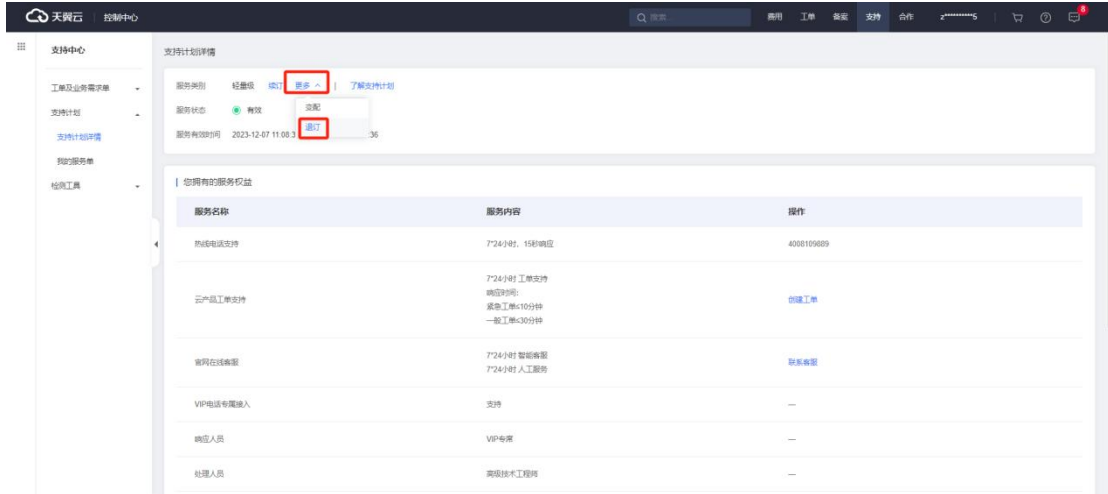 天翼云 控制中心
搜索
费用 工单 备案 支持 合作 z**********5
8
支持中心
工单及业务需求单
支持计划
支持计划详情
我的服务单
检测工具
支持计划详情
服务类别 轻量级 续订 更多 | 了解支持计划
变配
退订
服务状态 有效
服务有效时间 2023-12-07 11:08:3 :36
您拥有的服务权益
服务名称 服务内容 操作
热线电话支持 7*24小时，15秒响应 4008109889
云产品工单支持 7*24小时 工单支持
响应时间:
紧急工单≤10分钟
一般工单≤30分钟
创建工单
官网在线客服 7*24小时 智能客服
7*24小时 人工服务
联系客服
VIP电话专属接入 支持 —
响应人员 VIP专席 —
处理人员 高级技术工程师 —